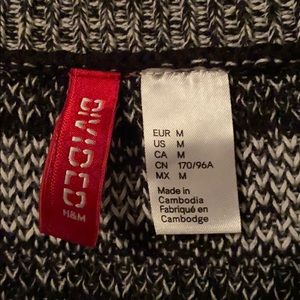 DIVIDED
H&M
EUR M
US M
CA M
CN 170/96A
MX M
Made in
Cambodia
Fabriqué en
Cambodge